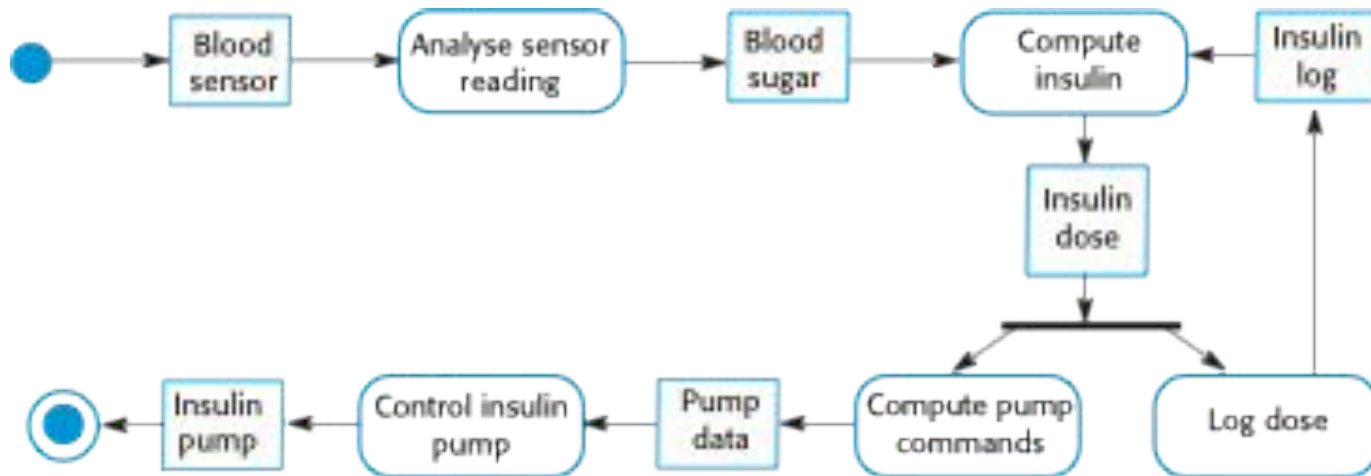 Blood
sensor
Analyse sensor
reading
Blood
sugar
Compute
insulin
Insulin
log
Insulin
dose
Insulin
pump
Control insulin
pump
Pump
data
Compute pump
commands
Log dose